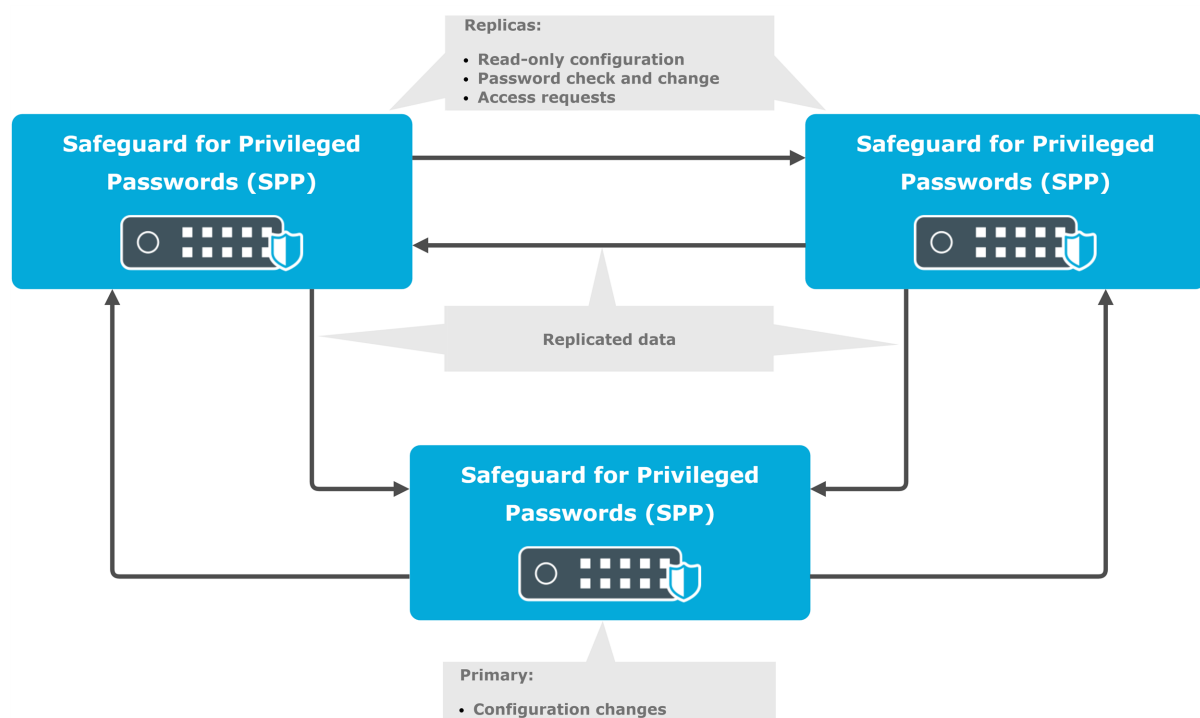 Replicas:
• Read-only configuration
• Password check and change
• Access requests
Safeguard for Privileged
Passwords (SPP)
Safeguard for Privileged
Passwords (SPP)
Replicated data
Safeguard for Privileged
Passwords (SPP)
Primary:
• Configuration changes